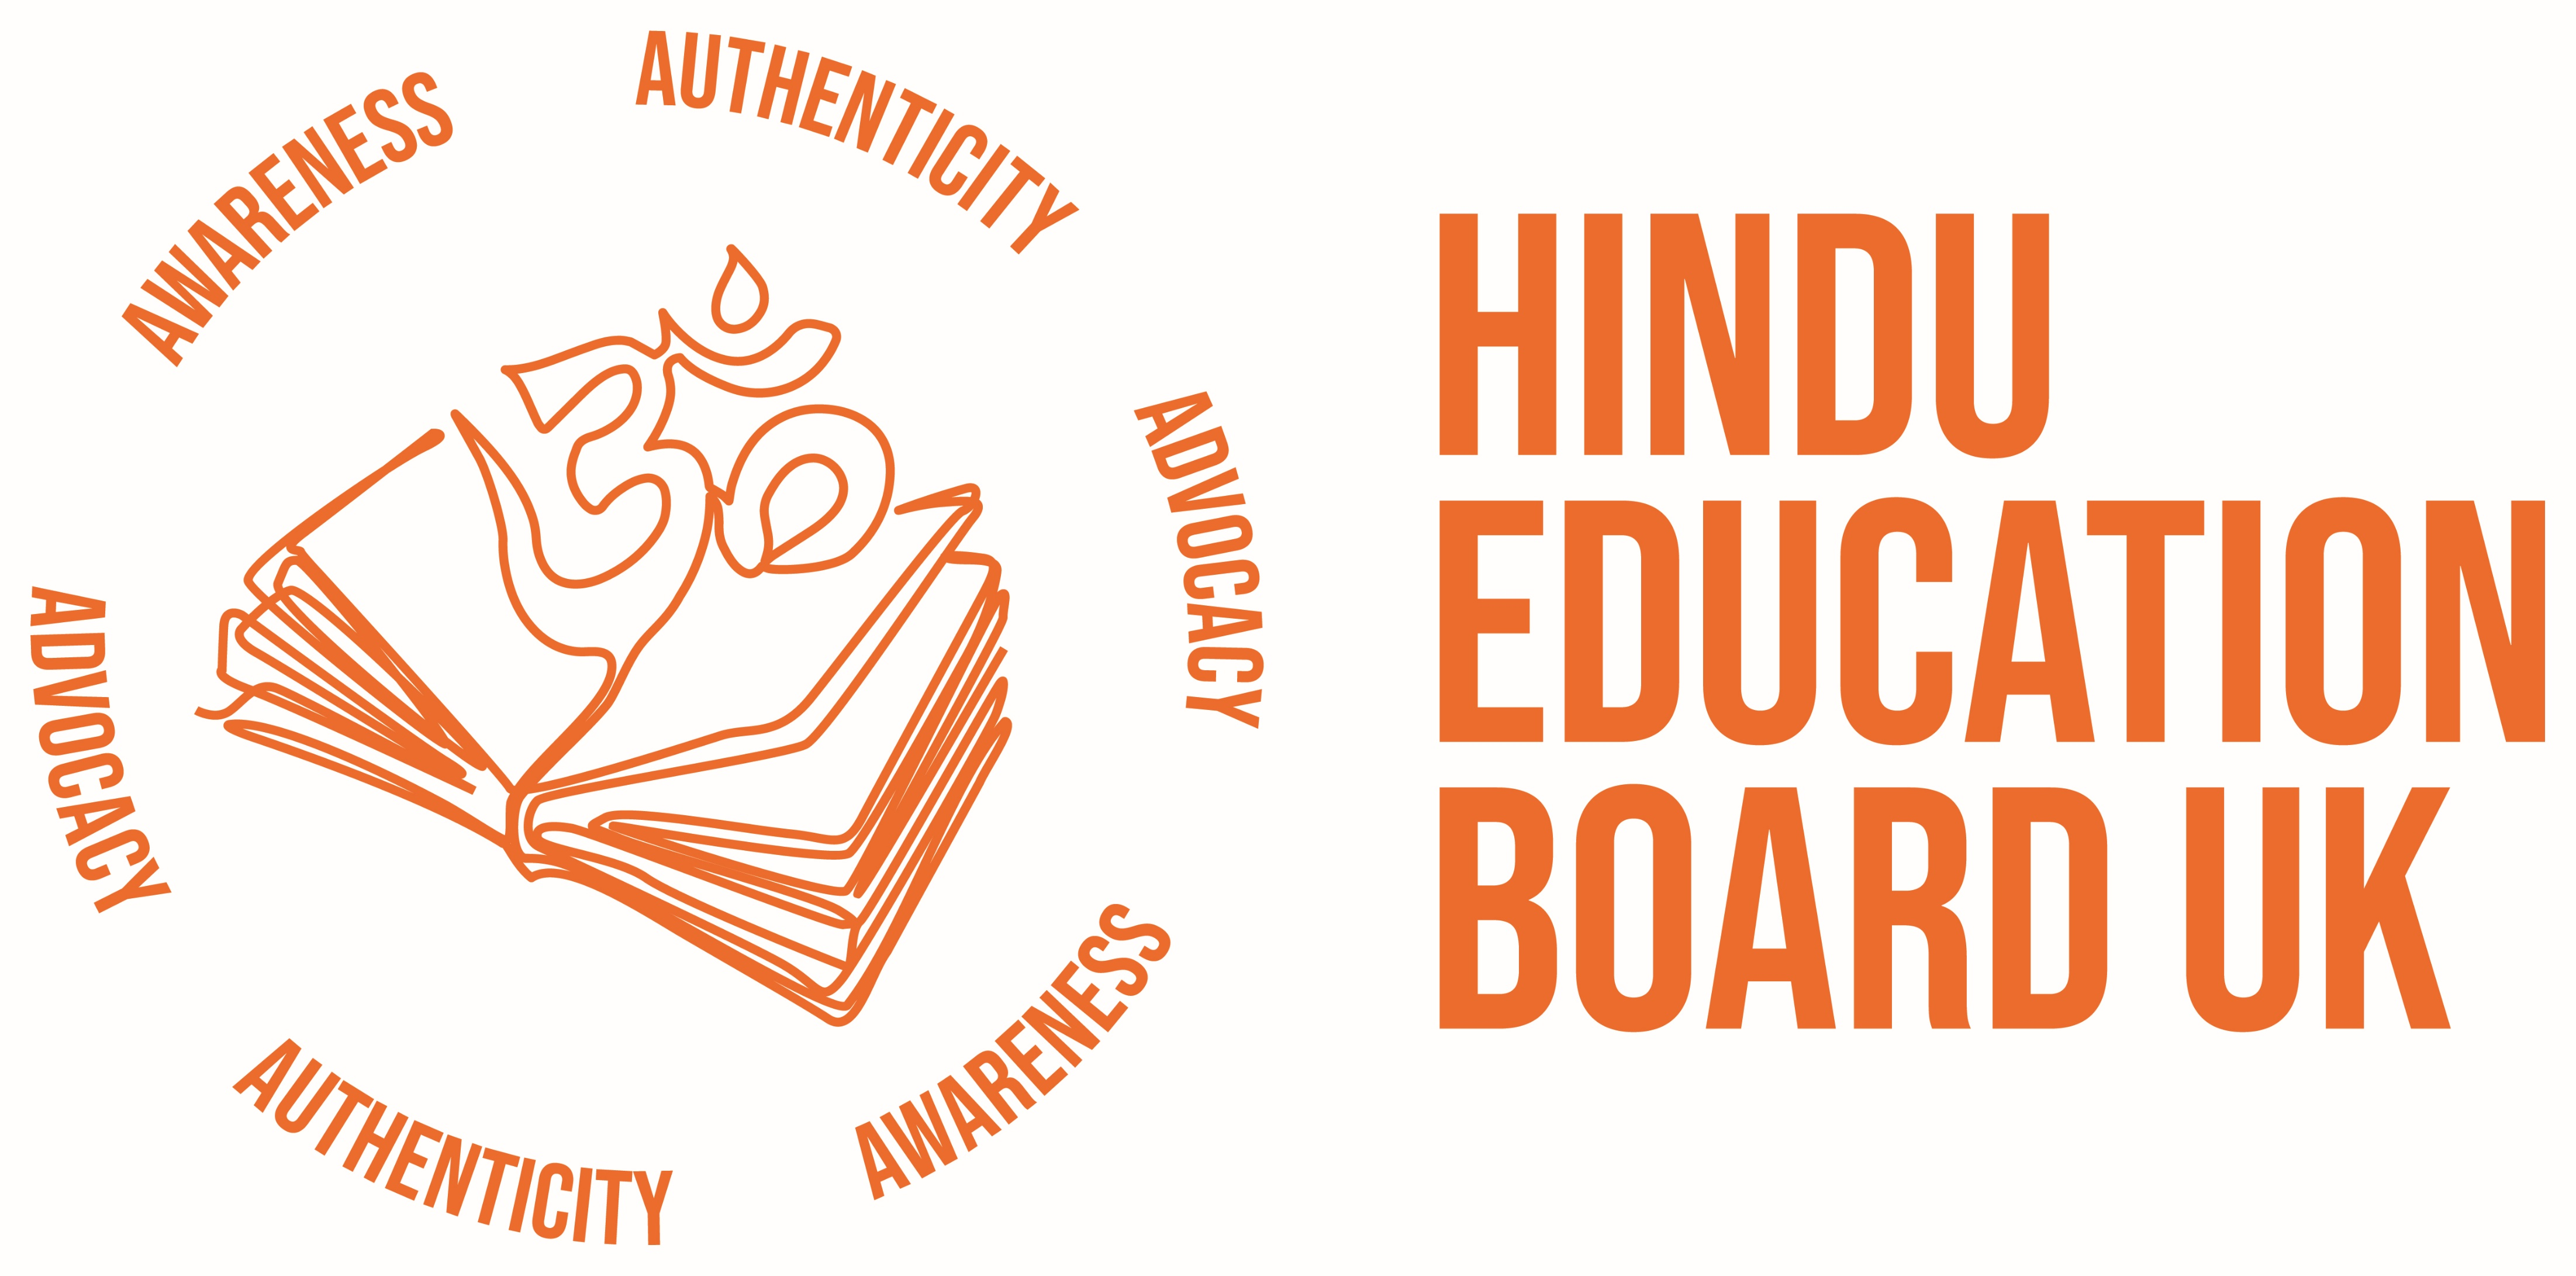 AWARENESS
AUTHENTICITY
ADVOCACY
AWARENESS
AUTHENTICITY
ADVOCACY
ॐ
HINDU
EDUCATION
BOARD UK